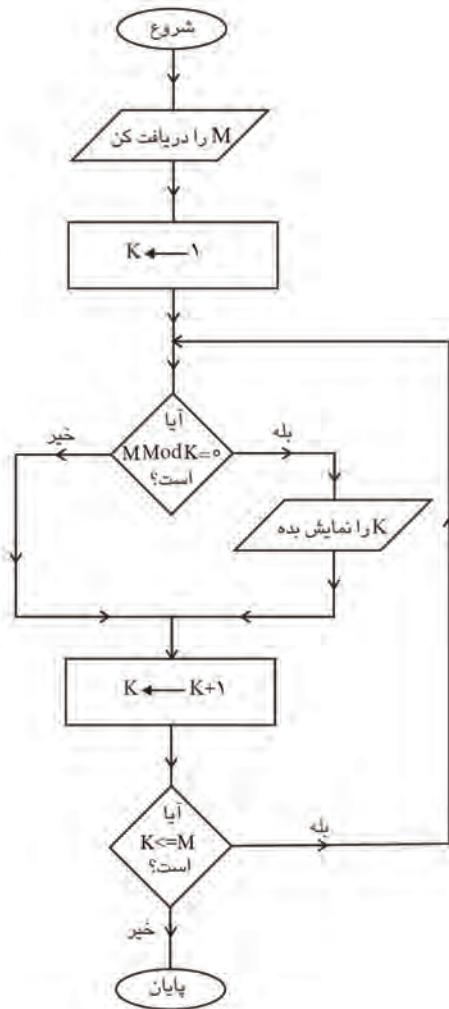 شروع
M را دریافت کن
K ← ۱
آیا
M Mod K=۰
است؟
خیر
بله
K را نمایش بده
K ← K+۱
آیا
K<=M
است؟
بله
خیر
پایان